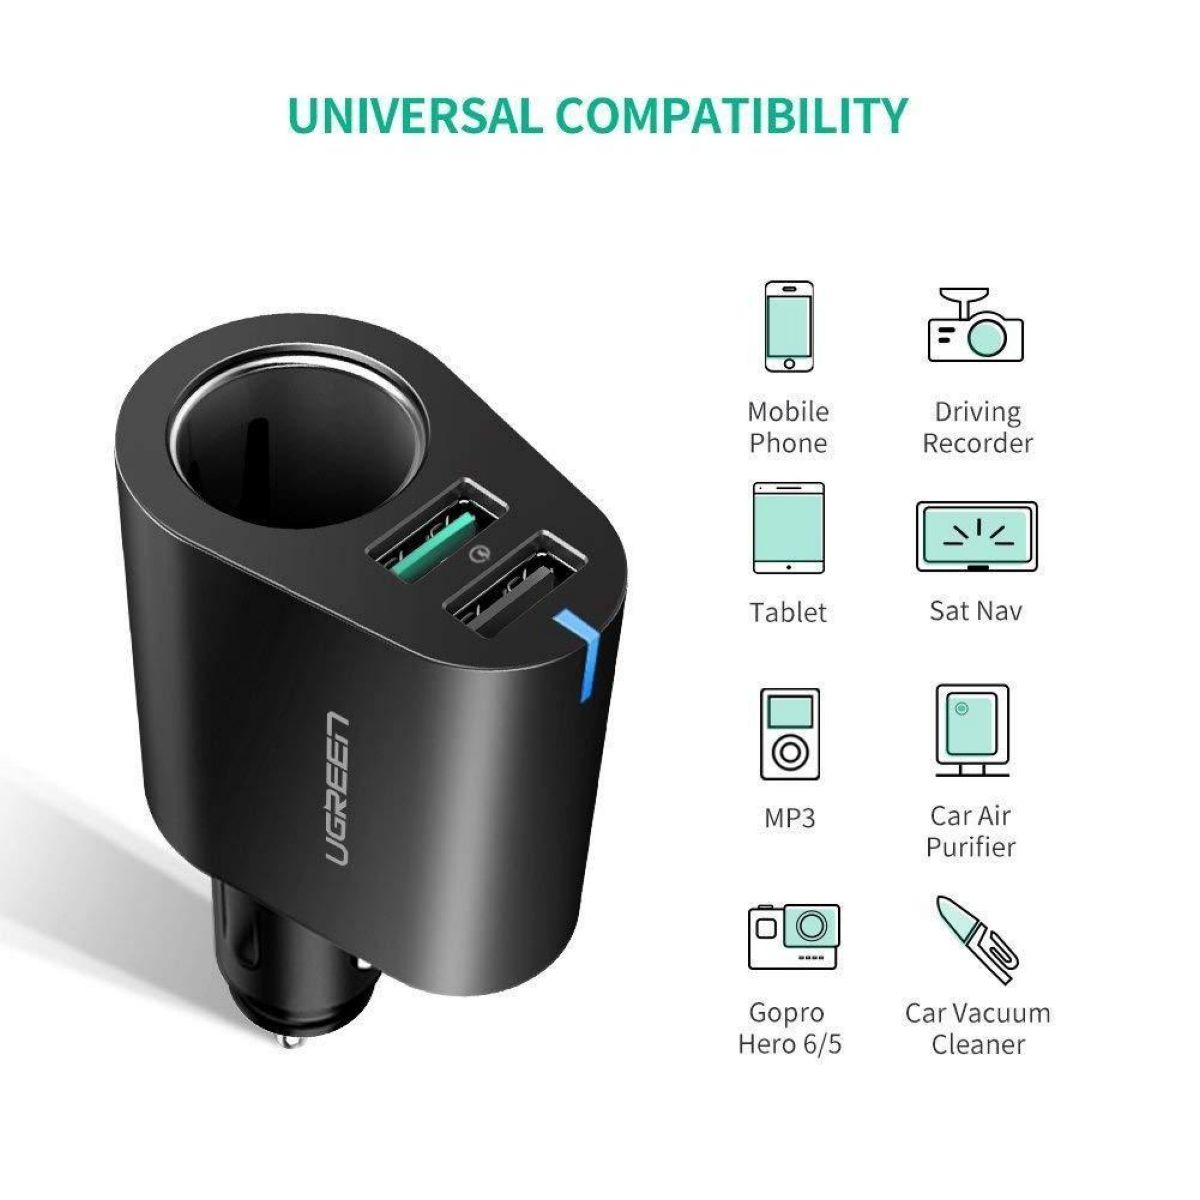 UNIVERSAL COMPATIBILITY
UGREEN
Mobile
Phone
Driving
Recorder
Tablet
Sat Nav
MP3
Car Air
Purifier
Gopro
Hero 6/5
Car Vacuum
Cleaner